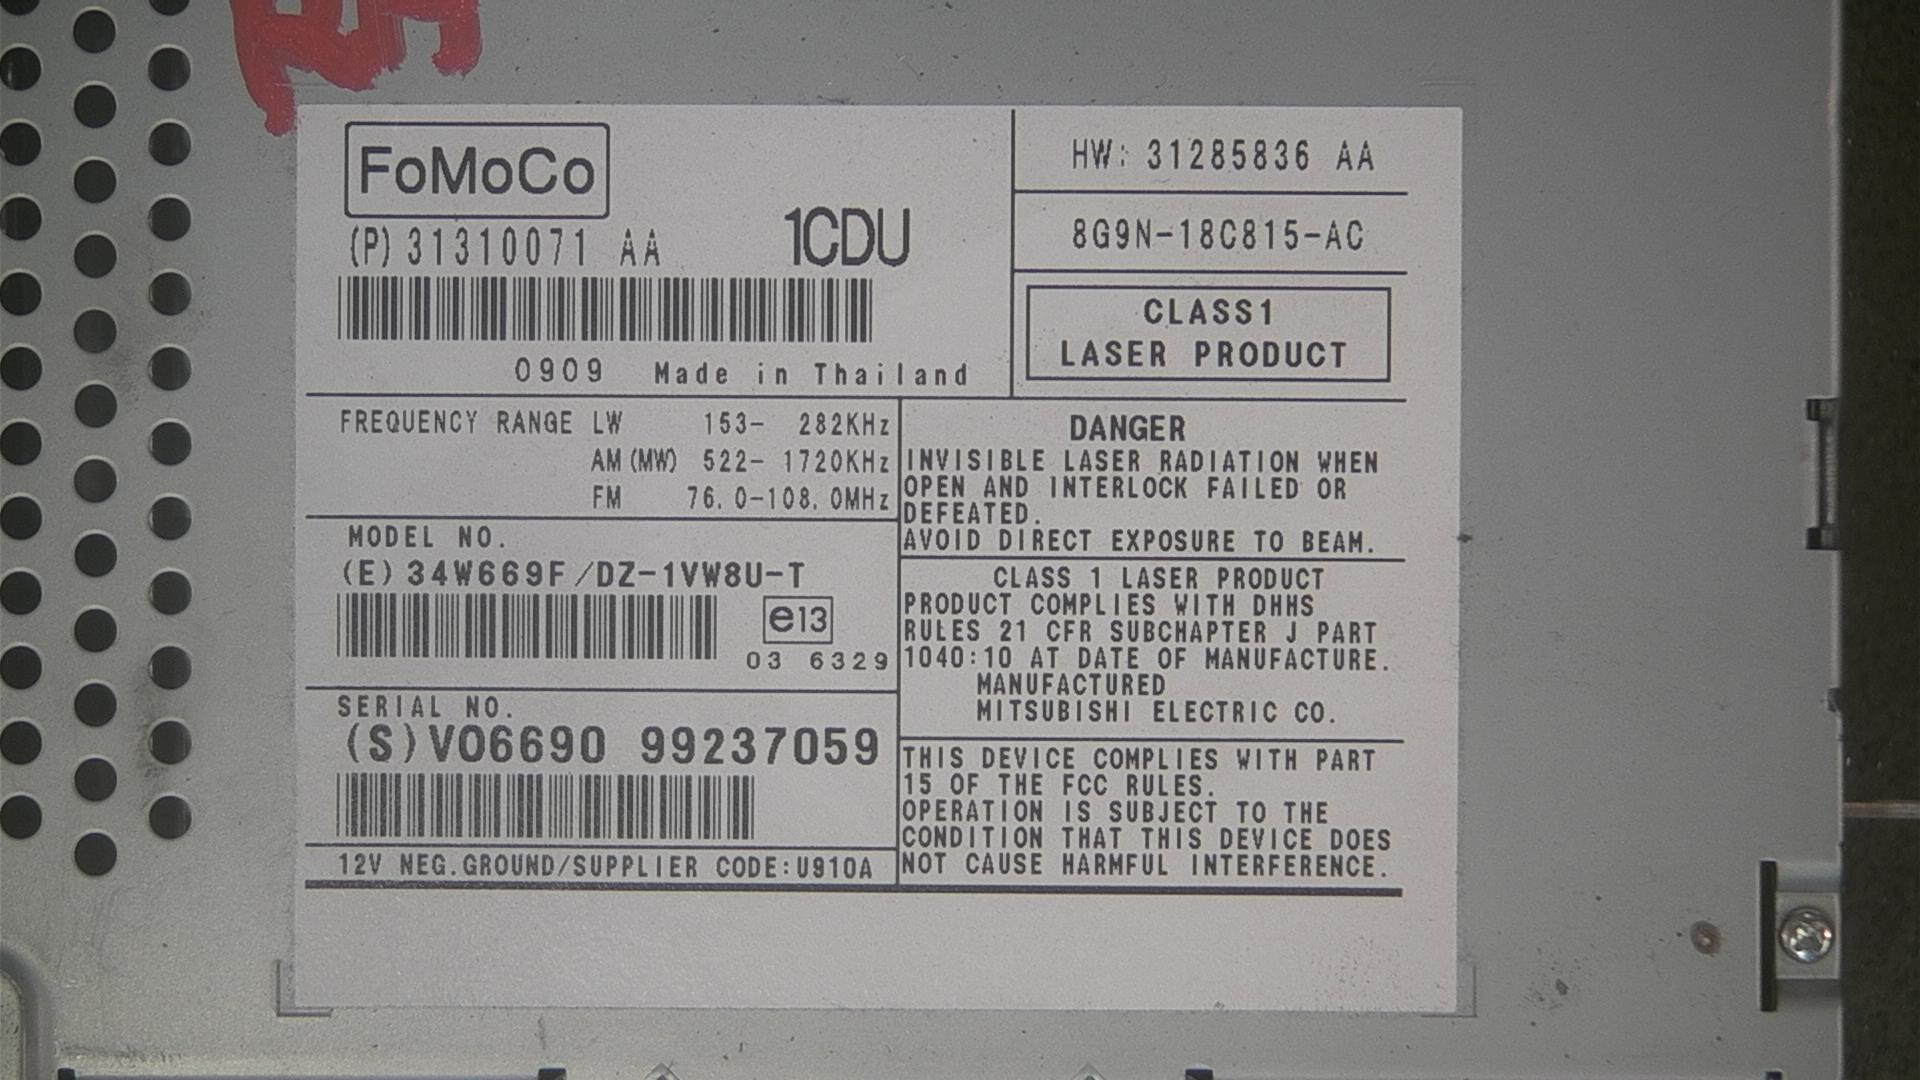 FoMoCo
(P) 31310071 AA 1CDU
0909 Made in Thailand
HW: 31285836 AA
8G9N-18C815-AC
CLASS1
LASER PRODUCT
FREQUENCY RANGE LW 153- 282KHz
AM (MW) 522- 1720KHz
FM 76.0-108.0MHz
MODEL NO.
(E) 34W669F/DZ-1VW8U-T
e13
03 6329
SERIAL NO.
(S) V06690 99237059
12V NEG.GROUND/SUPPLIER CODE:U910A
DANGER
INVISIBLE LASER RADIATION WHEN
OPEN AND INTERLOCK FAILED OR
DEFEATED.
AVOID DIRECT EXPOSURE TO BEAM.
CLASS 1 LASER PRODUCT
PRODUCT COMPLIES WITH DHHS
RULES 21 CFR SUBCHAPTER J PART
1040:10 AT DATE OF MANUFACTURE.
MANUFACTURED
MITSUBISHI ELECTRIC CO.
THIS DEVICE COMPLIES WITH PART
15 OF THE FCC RULES.
OPERATION IS SUBJECT TO THE
CONDITION THAT THIS DEVICE DOES
NOT CAUSE HARMFUL INTERFERENCE.